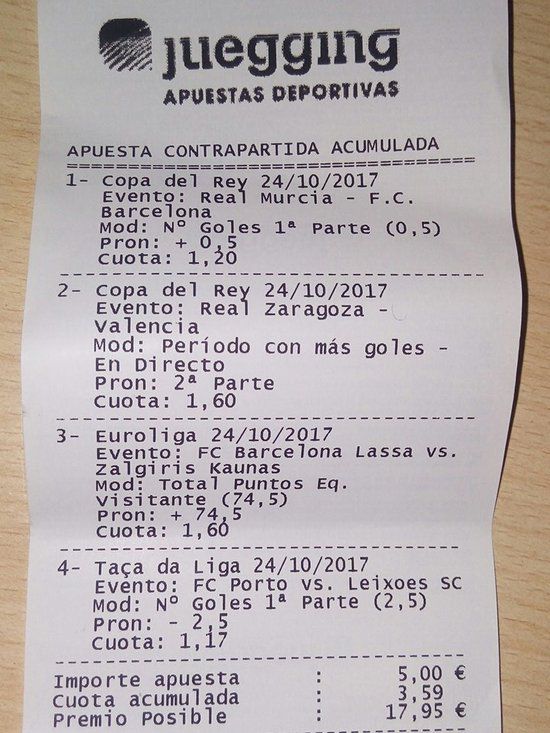 juegging
APUESTAS DEPORTIVAS
APUESTA CONTRAPARTIDA ACUMULADA
==========================================
1- Copa del Rey 24/10/2017
Evento: Real Murcia - F.C.
Barcelona
Mod: Nº Goles 1ª Parte (0,5)
Pron: + 0,5
Cuota: 1,20
------------------------------------------
2- Copa del Rey 24/10/2017
Evento: Real Zaragoza -
Valencia
Mod: Período con más goles -
En Directo
Pron: 2ª Parte
Cuota: 1,60
------------------------------------------
3- Euroliga 24/10/2017
Evento: FC Barcelona Lassa vs.
Zalgiris Kaunas
Mod: Total Puntos Eq.
Visitante (74,5)
Pron: + 74,5
Cuota: 1,60
------------------------------------------
4- Taça da Liga 24/10/2017
Evento: FC Porto vs. Leixoes SC
Mod: Nº Goles 1ª Parte (2,5)
Pron: - 2,5
Cuota: 1,17
------------------------------------------
Importe apuesta : 5,00 €
Cuota acumulada : 3,59
Premio Posible : 17,95 €